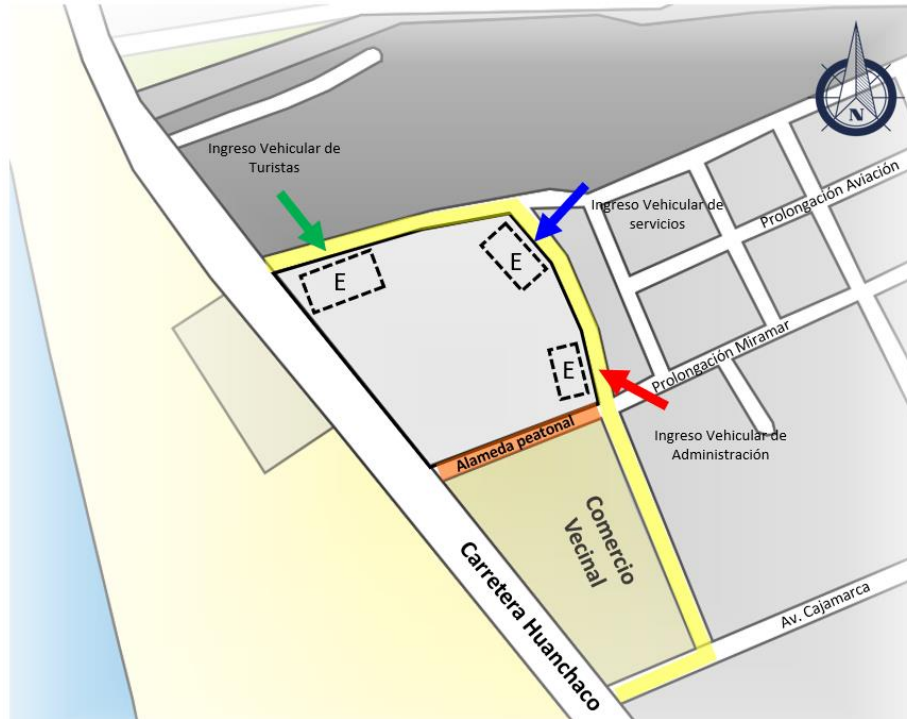 Ingreso Vehicular de
Turistas
N
Ingreso Vehicular de
servicios
Prolongación Aviación
E
E
E
Prolongación Miramar
Alameda peatonal
Ingreso Vehicular de
Administración
Comercio
Vecinal
Carretera Huanchaco
Av. Cajamarca